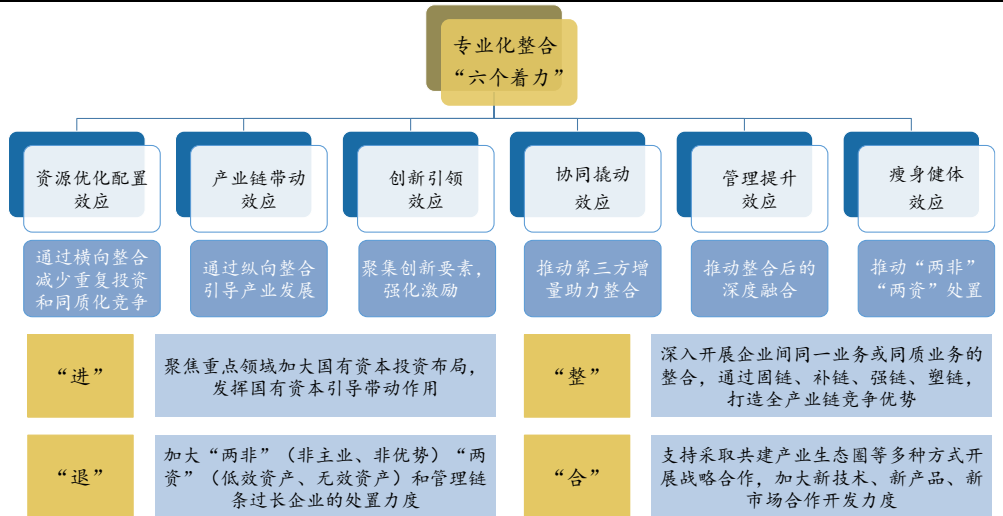 专业化整合
“六个着力”
资源优化配置
效应
产业链带动
效应
创新引领
效应
协同撬动
效应
管理提升
效应
瘦身健体
效应
通过横向整合
减少重复投资
和同质化竞争
通过纵向整合
引导产业发展
聚集创新要素，
强化激励
推动第三方增
量助力整合
推动整合后的
深度融合
推动“两非”
“两资”处置
“进”
聚焦重点领域加大国有资本投资布局，
发挥国有资本引导带动作用
“整”
深入开展企业间同一业务或同质业务的
整合，通过固链、补链、强链、塑链，
打造全产业链竞争优势
“退”
加大“两非”（非主业、非优势）“两
资”（低效资产、无效资产）和管理链
条过长企业的处置力度
“合”
支持采取共建产业生态圈等多种方式开
展战略合作，加大新技术、新产品、新
市场合作开发力度